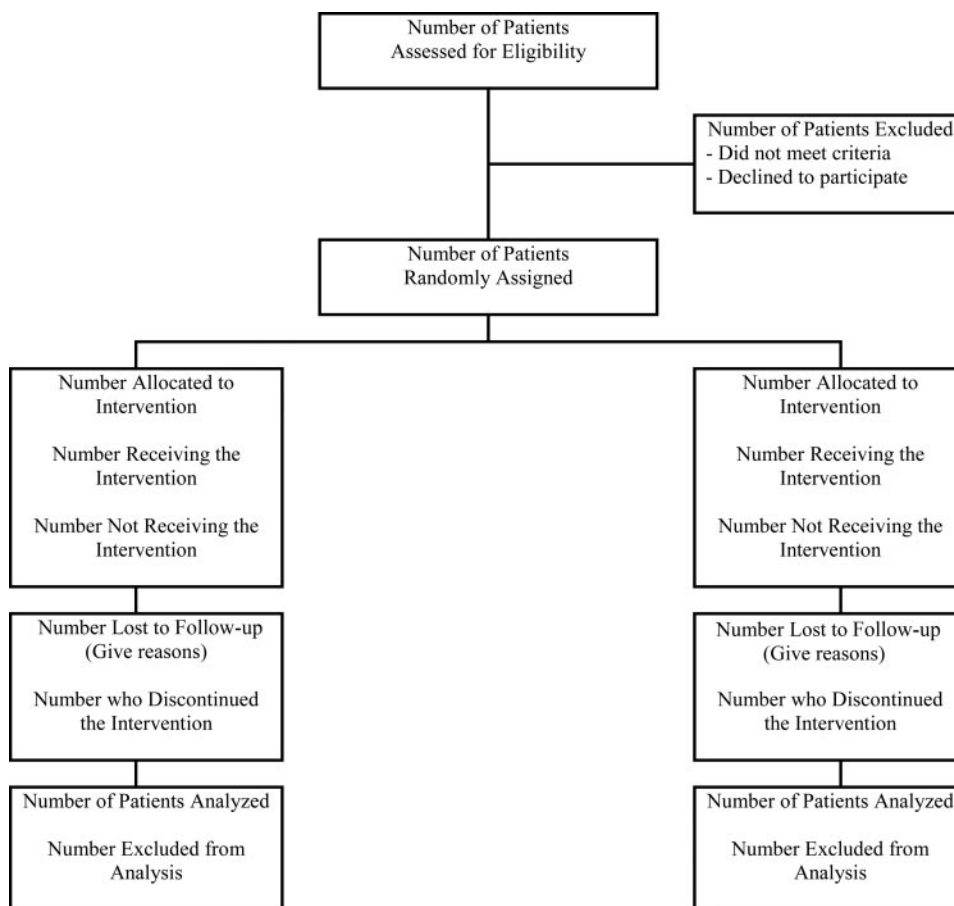 Number of Patients
Assessed for Eligibility
Number of Patients Excluded
- Did not meet criteria
- Declined to participate
Number of Patients
Randomly Assigned
Number Allocated to
Intervention
Number Receiving the
Intervention
Number Not Receiving the
Intervention
Number Allocated to
Intervention
Number Receiving the
Intervention
Number Not Receiving the
Intervention
Number Lost to Follow-up
(Give reasons)
Number who Discontinued
the Intervention
Number Lost to Follow-up
(Give reasons)
Number who Discontinued
the Intervention
Number of Patients Analyzed
Number Excluded from
Analysis
Number of Patients Analyzed
Number Excluded from
Analysis